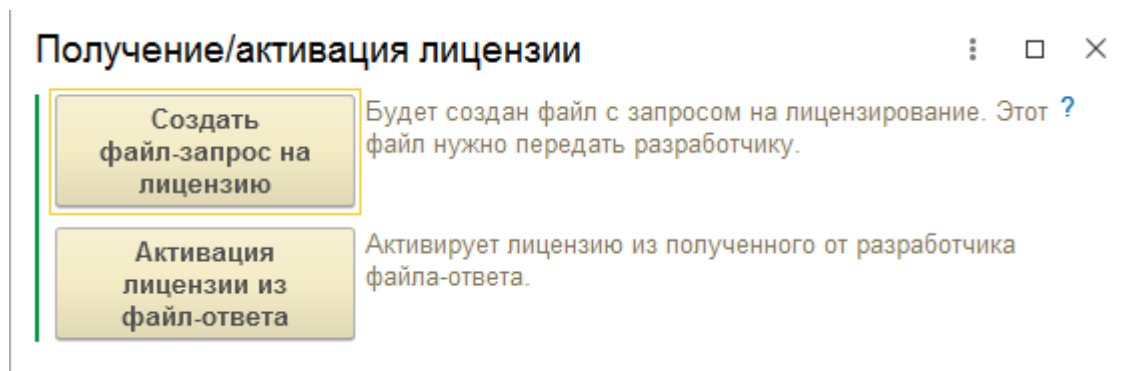 Получение/активация лицензии
Создать
файл-запрос на
лицензию
Будет создан файл с запросом на лицензирование. Этот ?
файл нужно передать разработчику.
Активация
лицензии из
файл-ответа
Активирует лицензию из полученного от разработчика
файла-ответа.